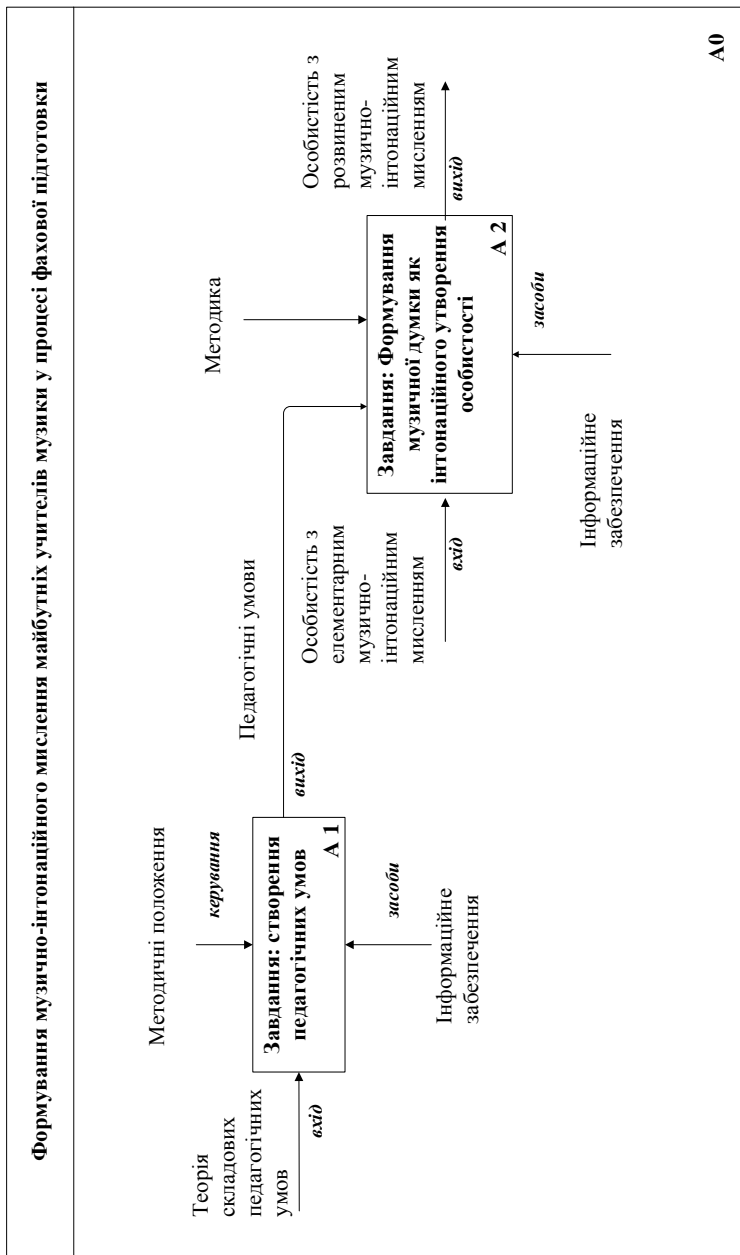 Формування музично-інтонаційного мислення майбутніх учителів музики у процесі фахової підготовки
Методичні положення
керування
Теорія
складових
педагогічних
умов
вхід
Завдання: створення
педагогічних умов
А 1
вихід
засоби
Інформаційне
забезпечення
Педагогічні умови
Методика
Особистість з
елементарним
музично-
інтонаційним
мисленням
вхід
Завдання: Формування
музичної думки як
інтонаційного утворення
особистості
А 2
Особистість з
розвиненим
музично-
інтонаційним
мисленням
вихід
засоби
Інформаційне
забезпечення
А0